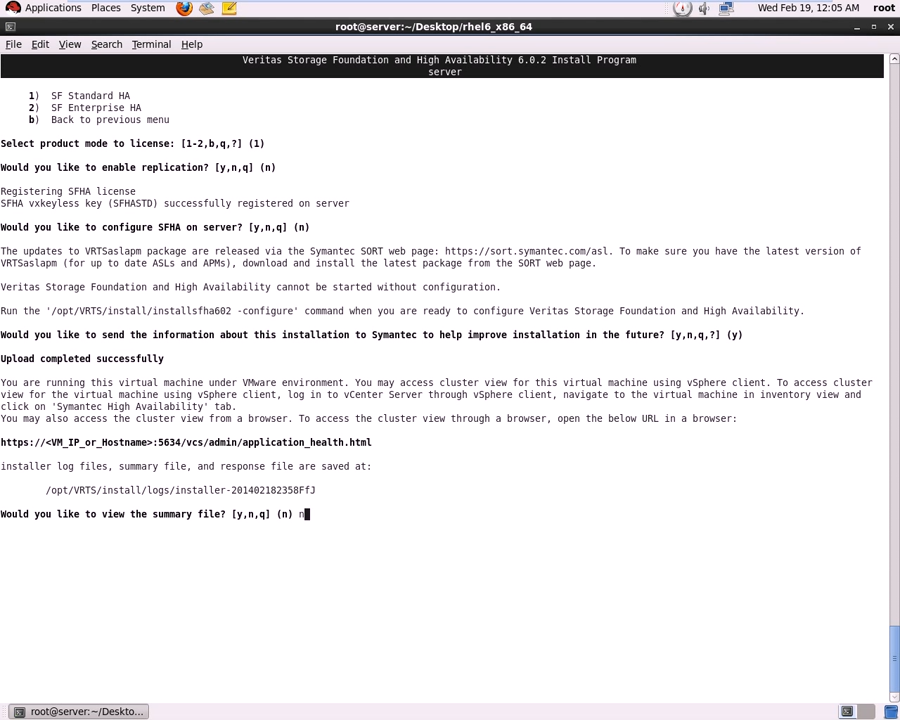 Applications Places System Wed Feb 19, 12:05 AM root
root@server:~/Desktop/rhel6_x86_64
File Edit View Search Terminal Help
Veritas Storage Foundation and High Availability 6.0.2 Install Program
server
1) SF Standard HA
2) SF Enterprise HA
b) Back to previous menu
Select product mode to license: [1-2,b,q,?] (1)
Would you like to enable replication? [y,n,q] (n)
Registering SFHA license
SFHA vxkeyless key (SFHASTD) successfully registered on server
Would you like to configure SFHA on server? [y,n,q] (n)
The updates to VRTSaslapm package are released via the Symantec SORT web page: https://sort.symantec.com/asl. To make sure you have the latest version of
VRTSaslapm (for up to date ASLs and APMs), download and install the latest package from the SORT web page.
Veritas Storage Foundation and High Availability cannot be started without configuration.
Run the '/opt/VRTS/install/installsfha602 -configure' command when you are ready to configure Veritas Storage Foundation and High Availability.
Would you like to send the information about this installation to Symantec to help improve installation in the future? [y,n,q,?] (y)
Upload completed successfully
You are running this virtual machine under VMware environment. You may access cluster view for this virtual machine using vSphere client. To access cluster
view for the virtual machine using vSphere client, log in to vCenter Server through vSphere client, navigate to the virtual machine in inventory view and
click on 'Symantec High Availability' tab.
You may also access the cluster view from a browser. To access the cluster view through a browser, open the below URL in a browser:
https://<VM_IP_or_Hostname>:5634/vcs/admin/application_health.html
installer log files, summary file, and response file are saved at:
/opt/VRTS/install/logs/installer-201402182358FfJ
Would you like to view the summary file? [y,n,q] (n) n
root@server:~/Deskto...